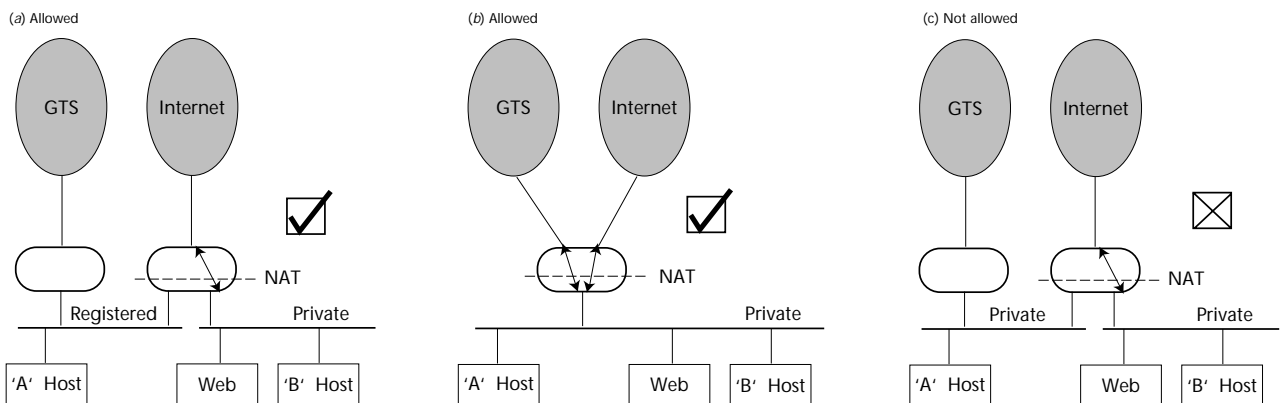 (a) Allowed
GTS
Internet
NAT
Registered
Private
‘A‘ Host
Web
‘B‘ Host
(b) Allowed
GTS
Internet
NAT
Private
‘A‘ Host
Web
‘B‘ Host
(c) Not allowed
GTS
Internet
NAT
Private
Private
‘A‘ Host
Web
‘B‘ Host